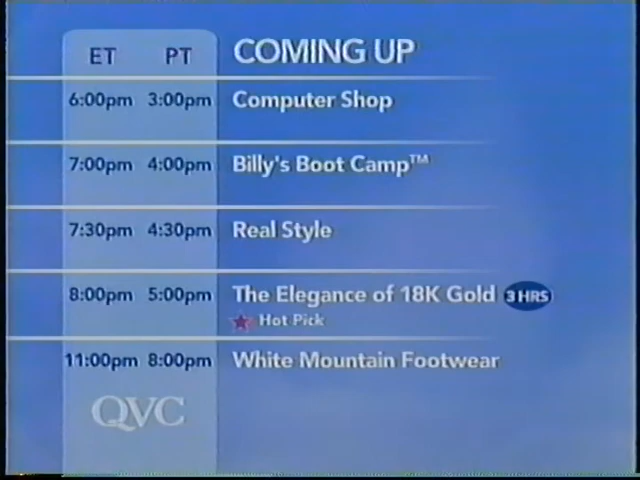 ET PT COMING UP
6:00pm 3:00pm Computer Shop
7:00pm 4:00pm Billy's Boot Camp™
7:30pm 4:30pm Real Style
8:00pm 5:00pm The Elegance of 18K Gold 3 HRS
Hot Pick
11:00pm 8:00pm White Mountain Footwear
QVC